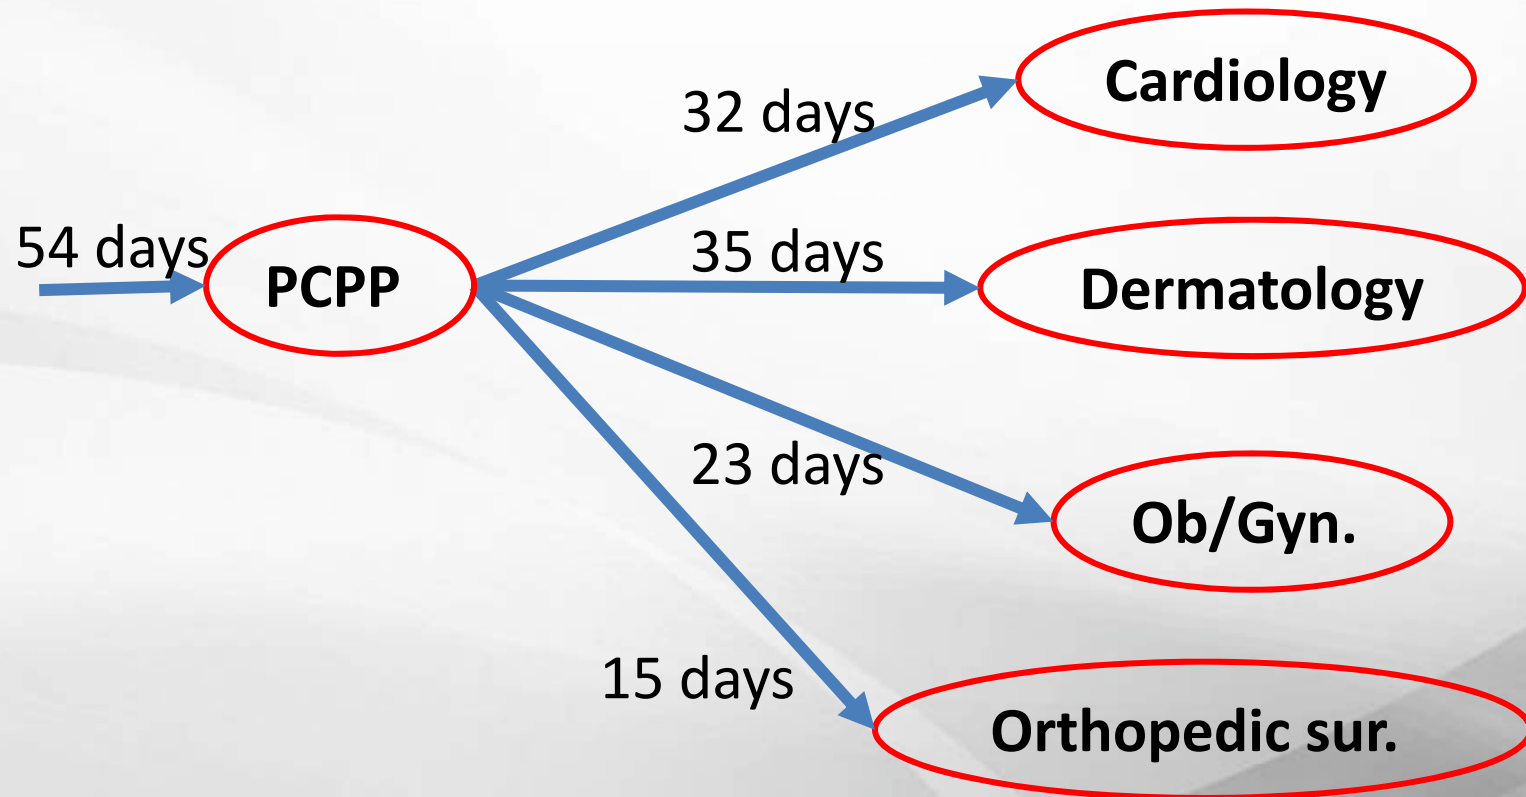 Cardiology
32 days
54 days
PCPP
35 days
Dermatology
23 days
Ob/Gyn.
15 days
Orthopedic sur.